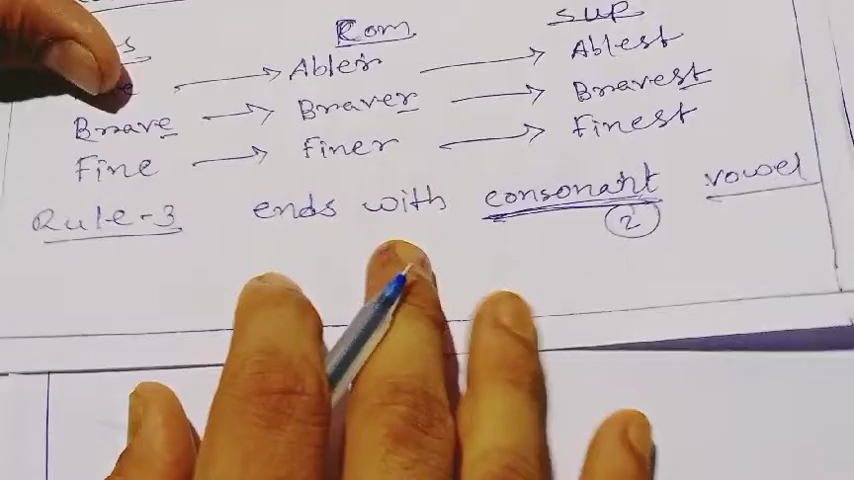 Com sup
Abler Ablest
Brave Braver Bravest
Fine Finer Finest
Rule-3 ends with consonant vowel
2